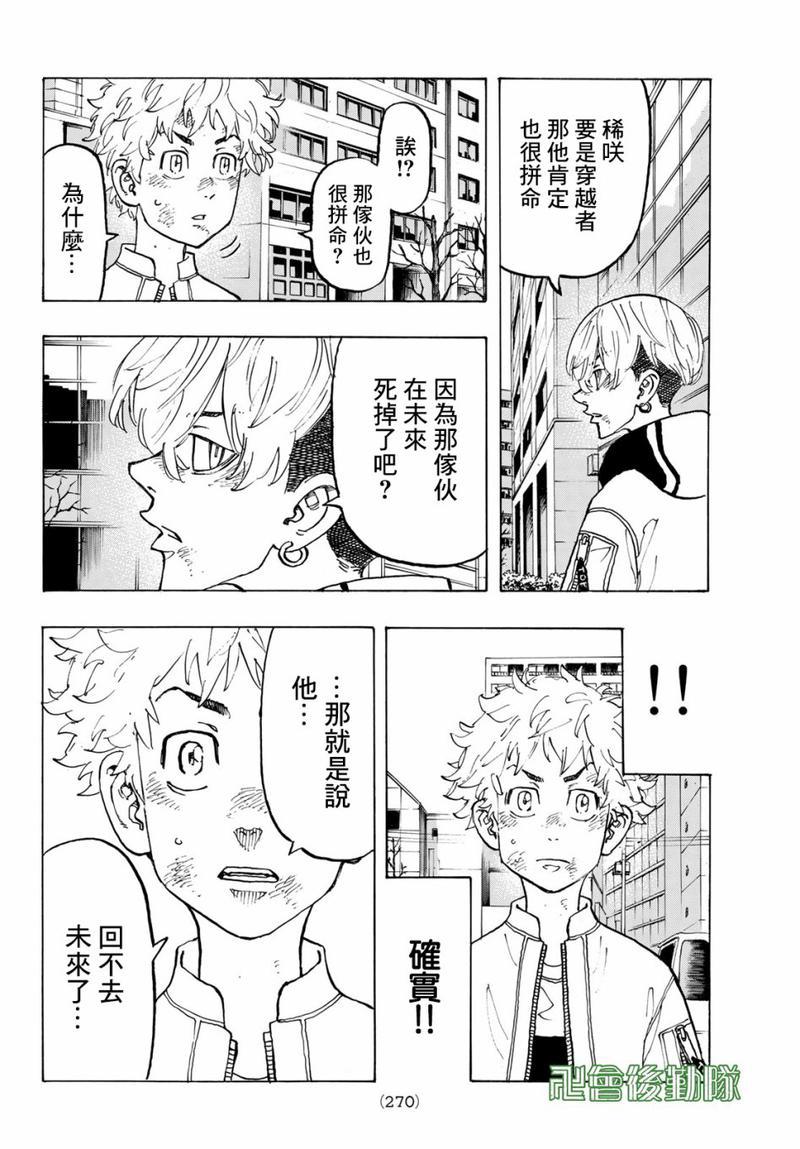 稀咲
要是穿越者
那他肯定
也很拼命
誒!?
那傢伙也
很拼命?
為什麼…
因為那傢伙
在未來
死掉了吧?
!!
確實!!
…那就是說
他…
回不去
未來了…
卍會後勤隊
(270)